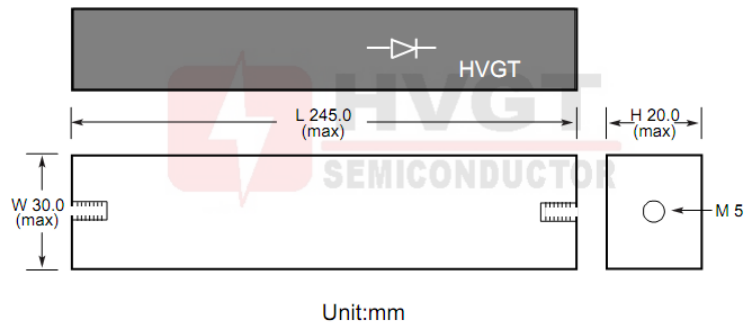 HVGT
L 245.0
(max)
H 20.0
(max)
HVGT
SEMICONDUCTOR
W 30.0
(max)
M 5
Unit:mm